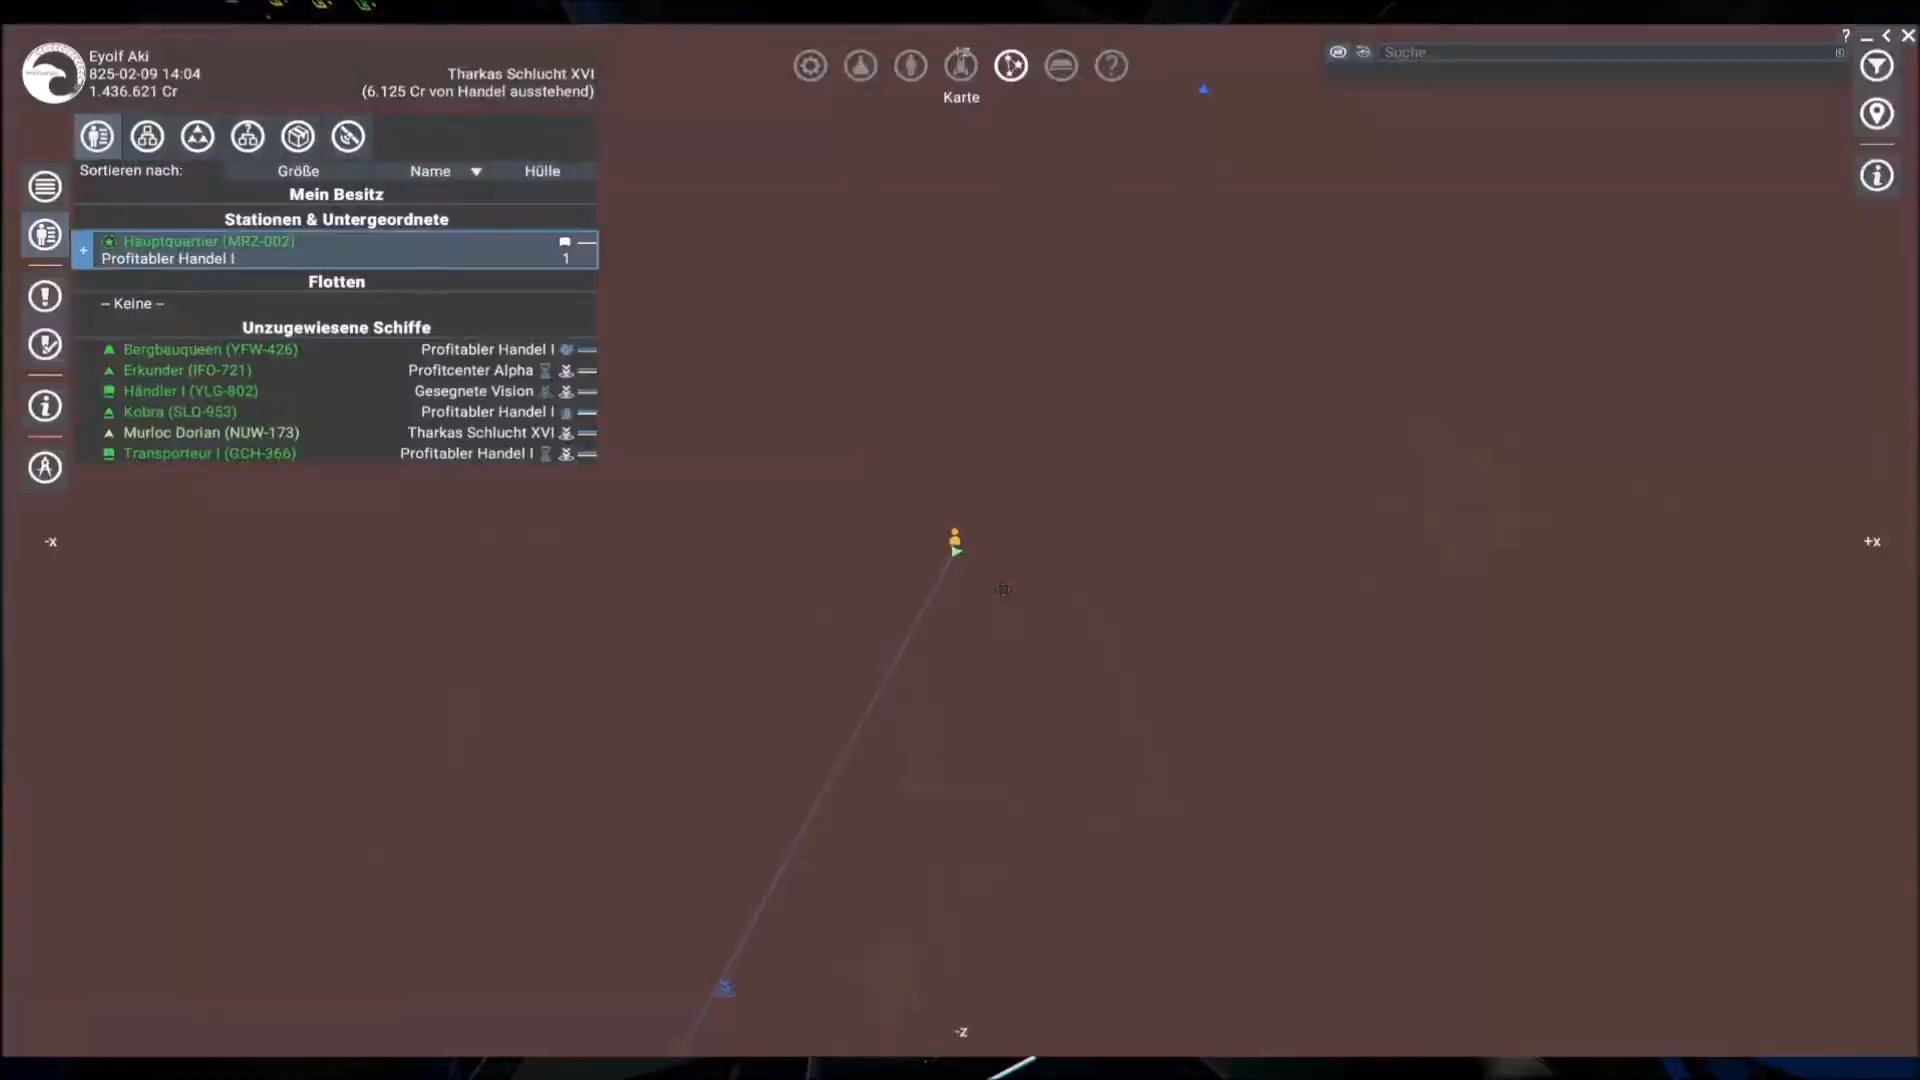 Eyolf Aki
825-02-09 14:04
1.436.621 Cr
Tharkas Schlucht XVI
(6.125 Cr von Handel ausstehend)
Karte
Suche...
?
Sortieren nach:
Größe
Name
Hülle
Mein Besitz
Stationen & Untergeordnete
+
Hauptquartier (MRZ-002)
Profitabler Handel I
1
Flotten
-- Keine --
Unzugewiesene Schiffe
Bergbauqueen (YFW-426) Profitabler Handel I
Erkunder (IFO-721) Profitcenter Alpha
Händler I (YLG-802) Gesegnete Vision
Kobra (SLQ-953) Profitabler Handel I
Murloc Dorian (NUW-173) Tharkas Schlucht XVI
Transporteur I (GCH-366) Profitabler Handel I
-x
+x
-z